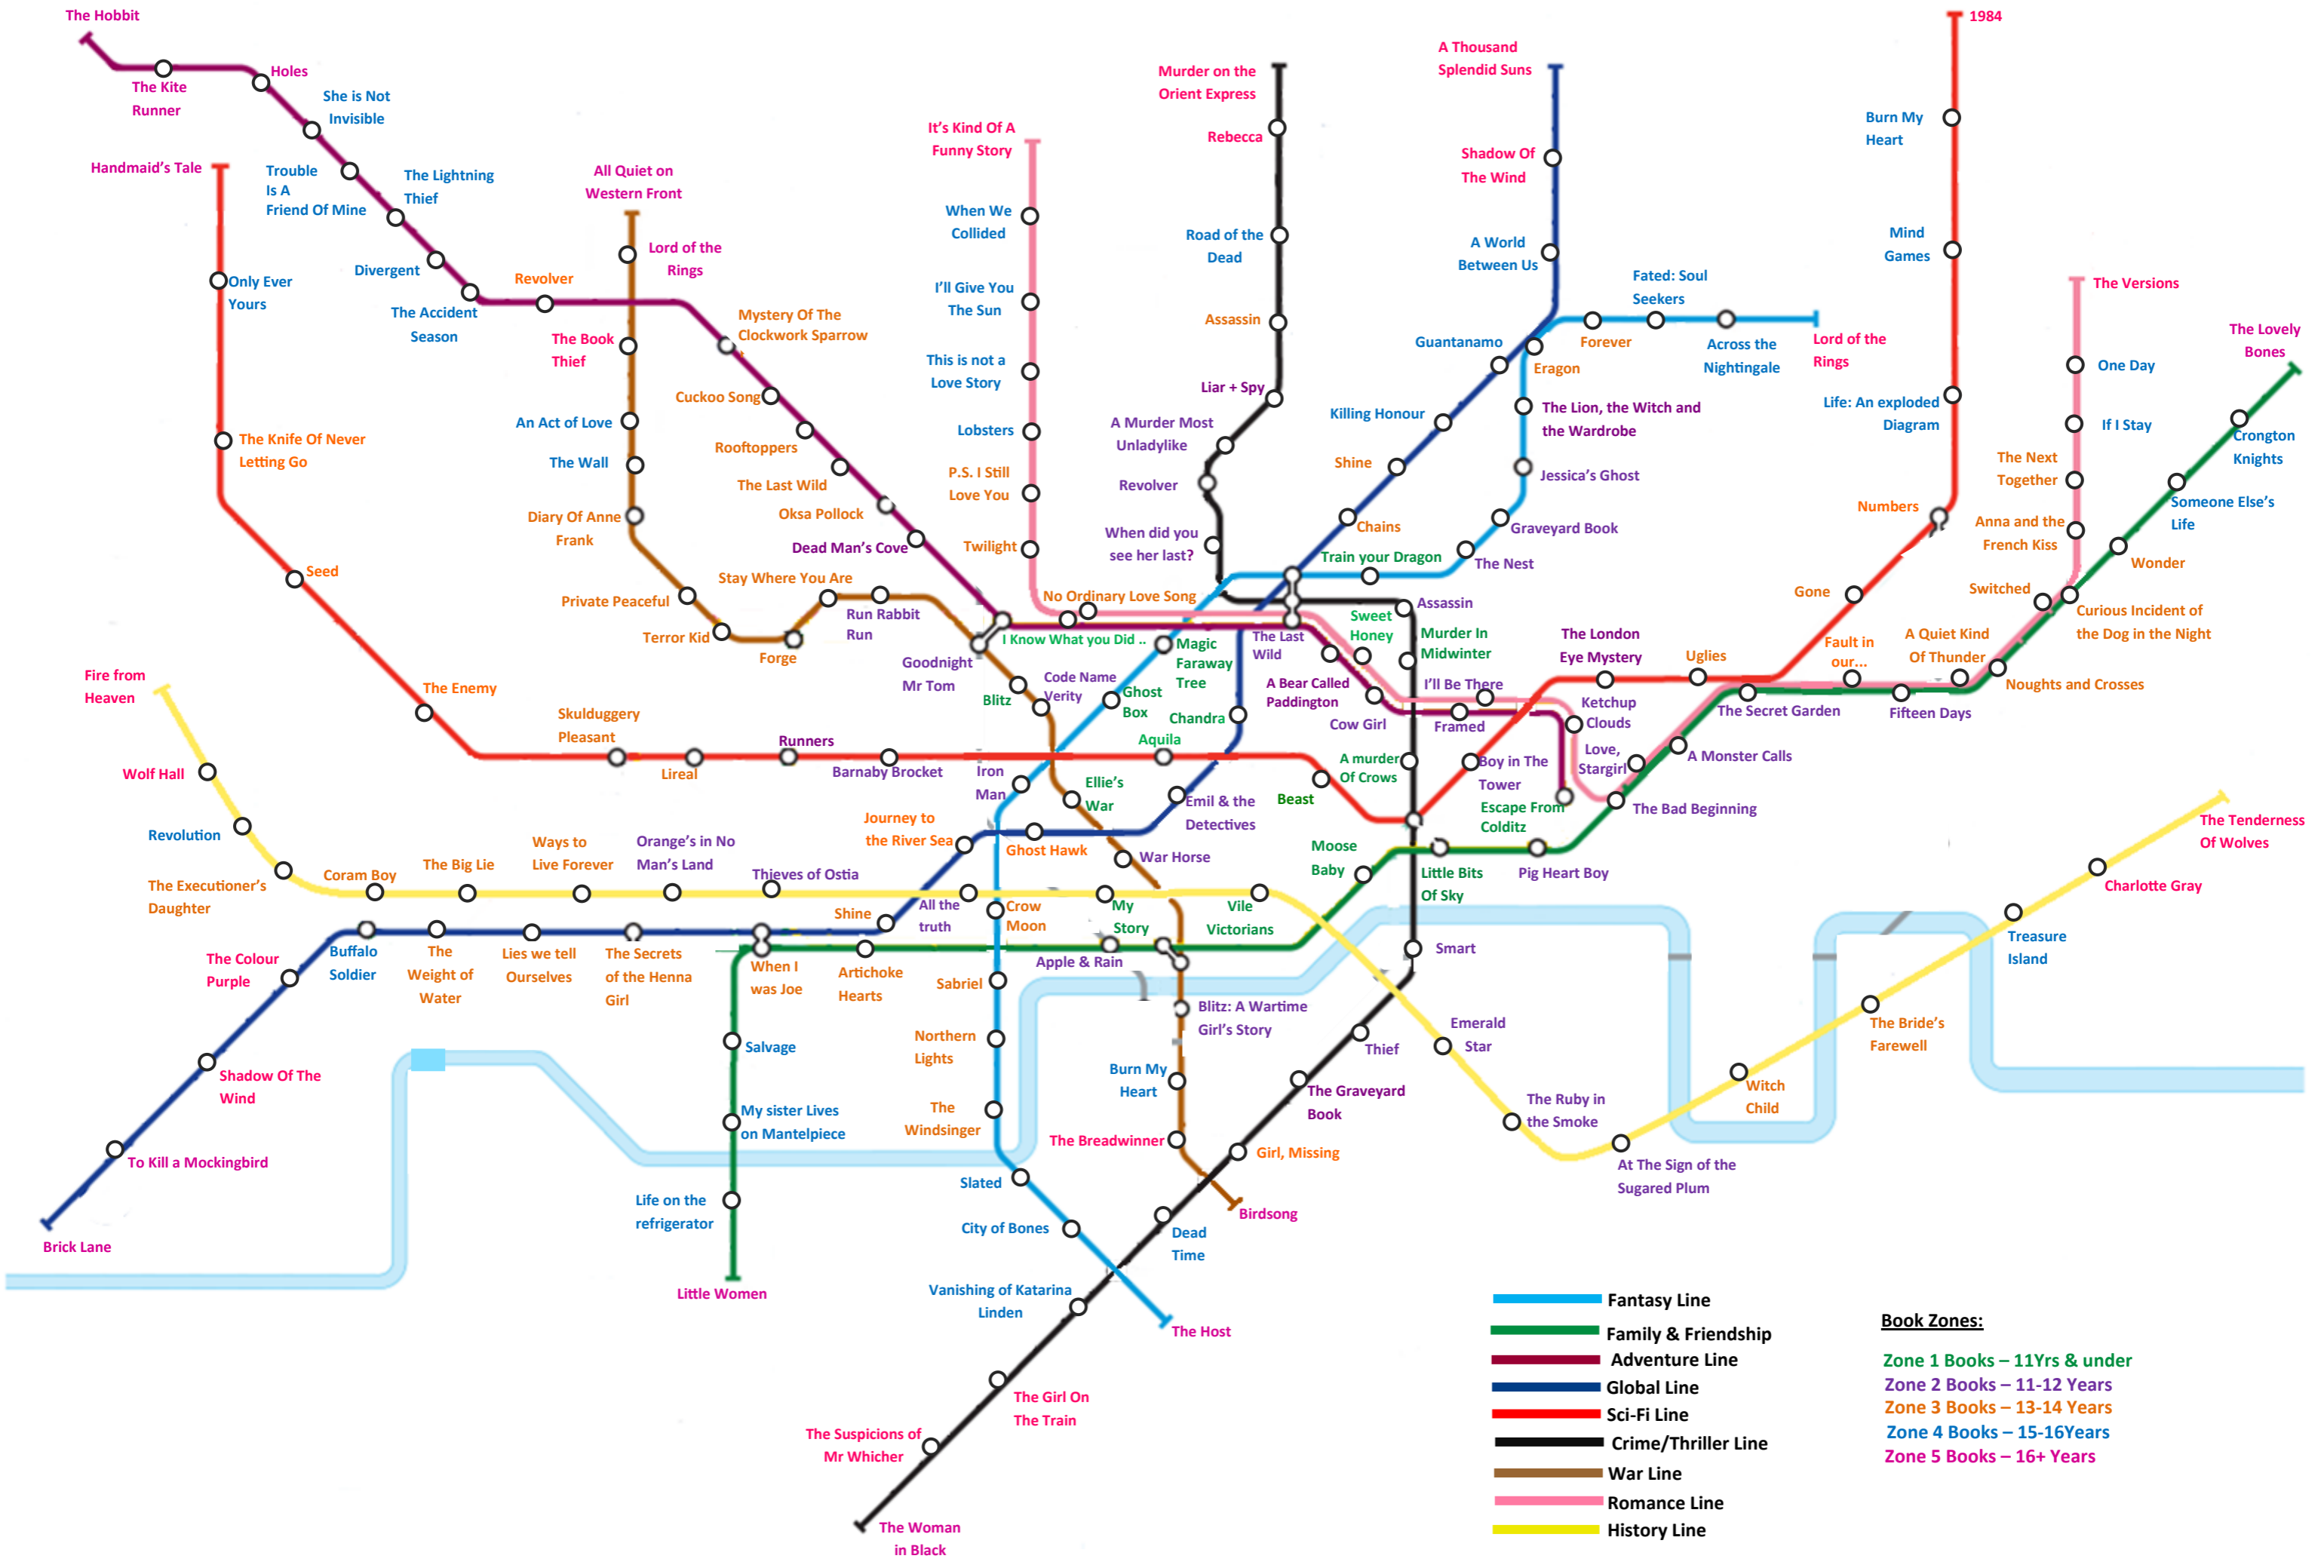 The Hobbit
The Kite
Runner
Holes
She is Not
Invisible
Trouble
Is A
Friend Of Mine
The Lightning
Thief
Divergent
The Accident
Season
Revolver
Mystery Of The
Clockwork Sparrow
Cuckoo Song
Rooftoppers
The Last Wild
Oksa Pollock
Dead Man's Cove
Handmaid's Tale
Only Ever
Yours
The Knife Of Never
Letting Go
Seed
The Enemy
Skulduggery
Pleasant
Lireal
Runners
Barnaby Brocket
All Quiet on
Western Front
Lord of the
Rings
The Book
Thief
An Act of Love
The Wall
Diary Of Anne
Frank
Private Peaceful
Terror Kid
Forge
Stay Where You Are
Run Rabbit
Run
Goodnight
Mr Tom
Blitz
Code Name
Verity
It's Kind Of A
Funny Story
When We
Collided
I'll Give You
The Sun
This is not a
Love Story
Lobsters
P.S. I Still
Love You
Twilight
No Ordinary Love Song
I Know What you Did ..
Murder on the
Orient Express
Rebecca
Road of the
Dead
Assassin
Liar + Spy
A Murder Most
Unladylike
Revolver
When did you
see her last?
A Thousand
Splendid Suns
Shadow Of
The Wind
A World
Between Us
Guantanamo
Killing Honour
Shine
Chains
Train your Dragon
Fated: Soul
Seekers
Forever
Across the
Nightingale
Lord of the
Rings
Eragon
The Lion, the Witch and
the Wardrobe
Jessica's Ghost
Graveyard Book
The Nest
1984
Burn My
Heart
Mind
Games
Life: An exploded
Diagram
Numbers
Gone
Uglies
The London
Eye Mystery
The Versions
One Day
If I Stay
The Next
Together
Anna and the
French Kiss
Switched
The Lovely
Bones
Crongton
Knights
Someone Else's
Life
Wonder
Curious Incident of
the Dog in the Night
Noughts and Crosses
A Quiet Kind
Of Thunder
Fault in
our...
Fifteen Days
The Secret Garden
A Monster Calls
The Bad Beginning
Love,
Stargirl
Ketchup
Clouds
I'll Be There
Framed
Cow Girl
A Bear Called
Paddington
The Last
Wild
Sweet
Honey
Assassin
Murder In
Midwinter
Magic
Faraway
Tree
Ghost
Box
Chandra
Aquila
Iron
Man
Ellie's
War
Emil & the
Detectives
Beast
A murder
Of Crows
Boy in The
Tower
Escape From
Colditz
Moose
Baby
Little Bits
Of Sky
Pig Heart Boy
Fire from
Heaven
Wolf Hall
Revolution
The Executioner's
Daughter
Coram Boy
The Big Lie
Ways to
Live Forever
Orange's in No
Man's Land
Thieves of Ostia
Journey to
the River Sea
Ghost Hawk
War Horse
Shine
All the
truth
Crow
Moon
My
Story
Vile
Victorians
The Colour
Purple
Buffalo
Soldier
The
Weight of
Water
Lies we tell
Ourselves
The Secrets
of the Henna
Girl
When I
was Joe
Artichoke
Hearts
Sabriel
Apple & Rain
Smart
Shadow Of The
Wind
To Kill a Mockingbird
Brick Lane
Salvage
My sister Lives
on Mantelpiece
Life on the
refrigerator
Little Women
Northern
Lights
The
Windsinger
Slated
City of Bones
The Host
Blitz: A Wartime
Girl's Story
Burn My
Heart
The Breadwinner
Birdsong
Thief
The Graveyard
Book
Girl, Missing
Dead
Time
Vanishing of Katarina
Linden
The Girl On
The Train
The Suspicions of
Mr Whicher
The Woman
in Black
Emerald
Star
The Ruby in
the Smoke
At The Sign of the
Sugared Plum
Witch
Child
The Bride's
Farewell
Treasure
Island
Charlotte Gray
The Tenderness
Of Wolves
Fantasy Line
Family & Friendship
Adventure Line
Global Line
Sci-Fi Line
Crime/Thriller Line
War Line
Romance Line
History Line
Book Zones:
Zone 1 Books – 11Yrs & under
Zone 2 Books – 11-12 Years
Zone 3 Books – 13-14 Years
Zone 4 Books – 15-16Years
Zone 5 Books – 16+ Years